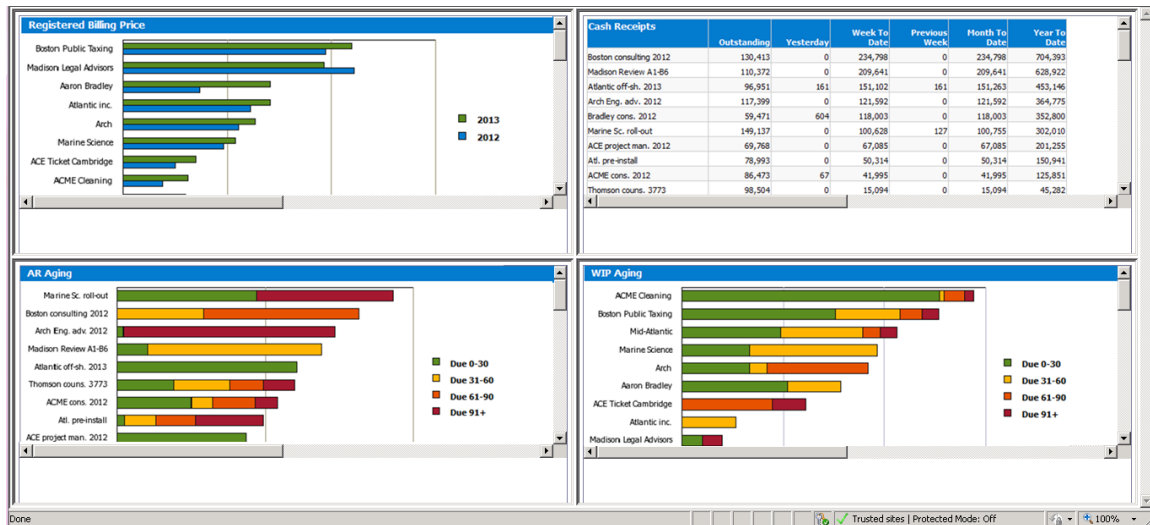 Registered Billing Price
Boston Public Taxing
Madison Legal Advisors
Aaron Bradley
Atlantic inc.
Arch
Marine Science
ACE Ticket Cambridge
ACME Cleaning
2013
2012
Cash Receipts
Outstanding Yesterday Week To Date Previous Week Month To Date Year To Date
Boston consulting 2012 130,413 0 234,798 0 234,798 704,393
Madison Review A1-B6 110,372 0 209,641 0 209,641 628,922
Atlantic off-sh. 2013 96,951 161 151,102 161 151,263 453,146
Arch Eng. adv. 2012 117,399 0 121,592 0 121,592 364,775
Bradley cons. 2012 59,471 604 118,003 0 118,003 352,800
Marine Sc. roll-out 149,137 0 100,628 127 100,755 302,010
ACE project man. 2012 69,768 0 67,085 0 67,085 201,255
Atl. pre-install 78,993 0 50,314 0 50,314 150,941
ACME cons. 2012 86,473 67 41,995 0 41,995 125,851
Thomson couns. 3773 98,504 0 15,094 0 15,094 45,282
AR Aging
Marine Sc. roll-out
Boston consulting 2012
Arch Eng. adv. 2012
Madison Review A1-B6
Atlantic off-sh. 2013
Thomson couns. 3773
ACME cons. 2012
Atl. pre-install
ACE project man. 2012
Due 0-30
Due 31-60
Due 61-90
Due 91+
WIP Aging
ACME Cleaning
Boston Public Taxing
Mid-Atlantic
Marine Science
Arch
Aaron Bradley
ACE Ticket Cambridge
Atlantic inc.
Madison Legal Advisors
Due 0-30
Due 31-60
Due 61-90
Due 91+
Done
Trusted sites | Protected Mode: Off
100%